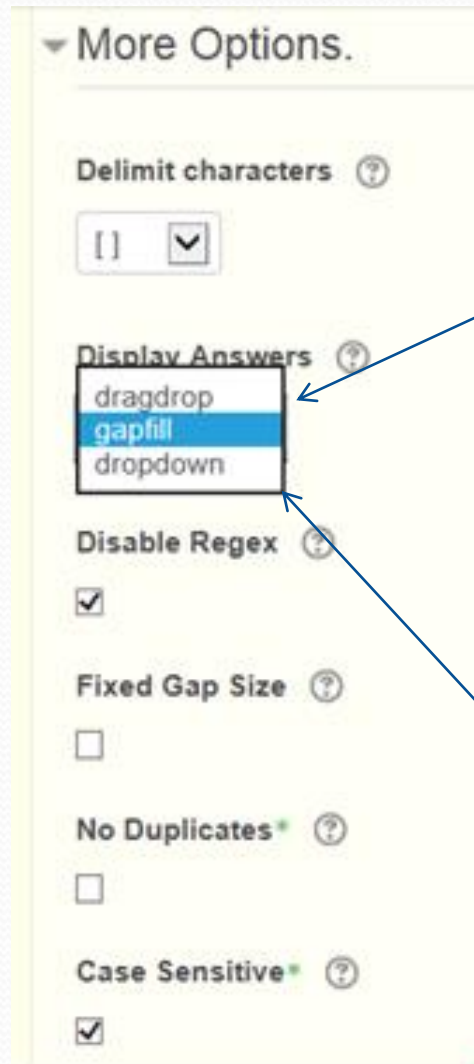 More Options.
Delimit characters
[ ]
Display Answers
dragdrop
gapfill
dropdown
Disable Regex
Fixed Gap Size
No Duplicates*
Case Sensitive*